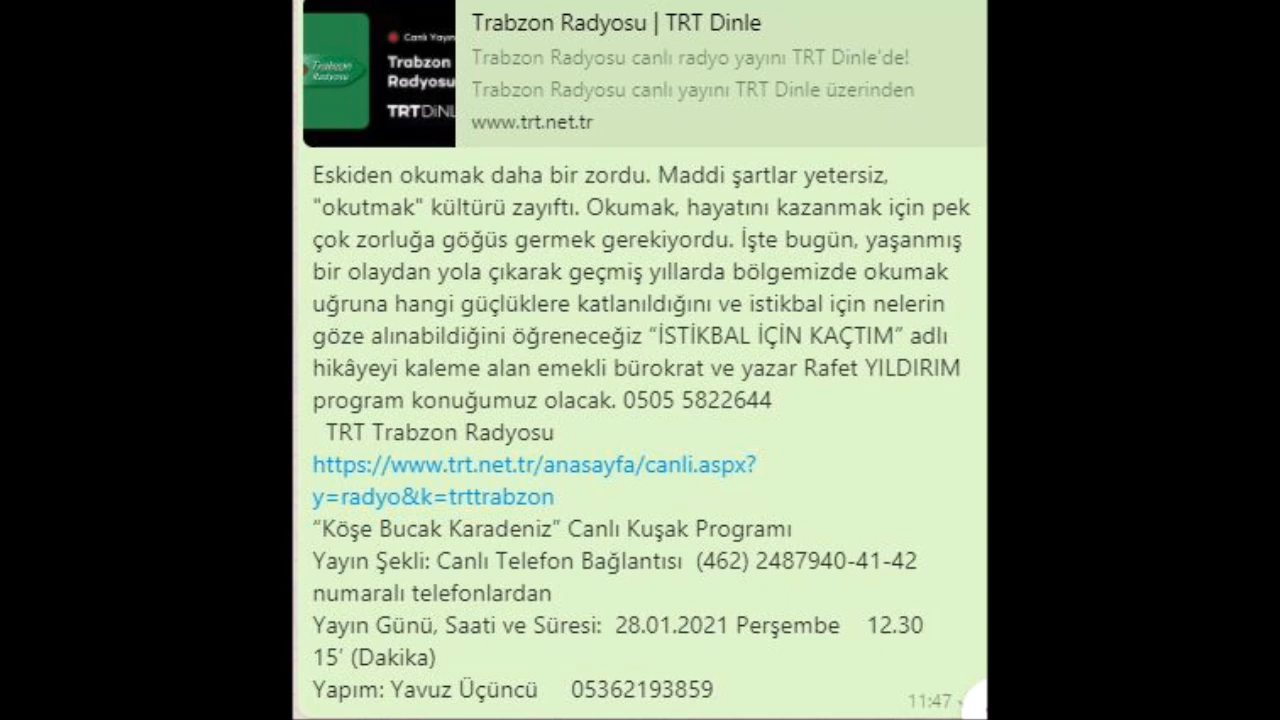 Trabzon Radyosu | TRT Dinle
Trabzon Radyosu canlı radyo yayını TRT Dinle'de!
Trabzon Radyosu canlı yayını TRT Dinle üzerinden
www.trt.net.tr
Trabzon
Radyosu
Canlı Yayın
Trabzon
Radyosu
TRT DİNL
Eskiden okumak daha bir zordu. Maddi şartlar yetersiz,
"okutmak" kültürü zayıftı. Okumak, hayatını kazanmak için pek
çok zorluğa göğüs germek gerekiyordu. İşte bugün, yaşanmış
bir olaydan yola çıkarak geçmiş yıllarda bölgemizde okumak
uğruna hangi güçlüklere katlanıldığını ve istikbal için nelerin
göze alınabildiğini öğreneceğiz “İSTİKBAL İÇİN KAÇTIM” adlı
hikâyeyi kaleme alan emekli bürokrat ve yazar Rafet YILDIRIM
program konuğumuz olacak. 0505 5822644
TRT Trabzon Radyosu
https://www.trt.net.tr/anasayfa/canli.aspx?
y=radyo&k=trttrabzon
“Köşe Bucak Karadeniz” Canlı Kuşak Programı
Yayın Şekli: Canlı Telefon Bağlantısı (462) 2487940-41-42
numaralı telefonlardan
Yayın Günü, Saati ve Süresi: 28.01.2021 Perşembe 12.30
15’ (Dakika)
Yapım: Yavuz Üçüncü 05362193859
11:47